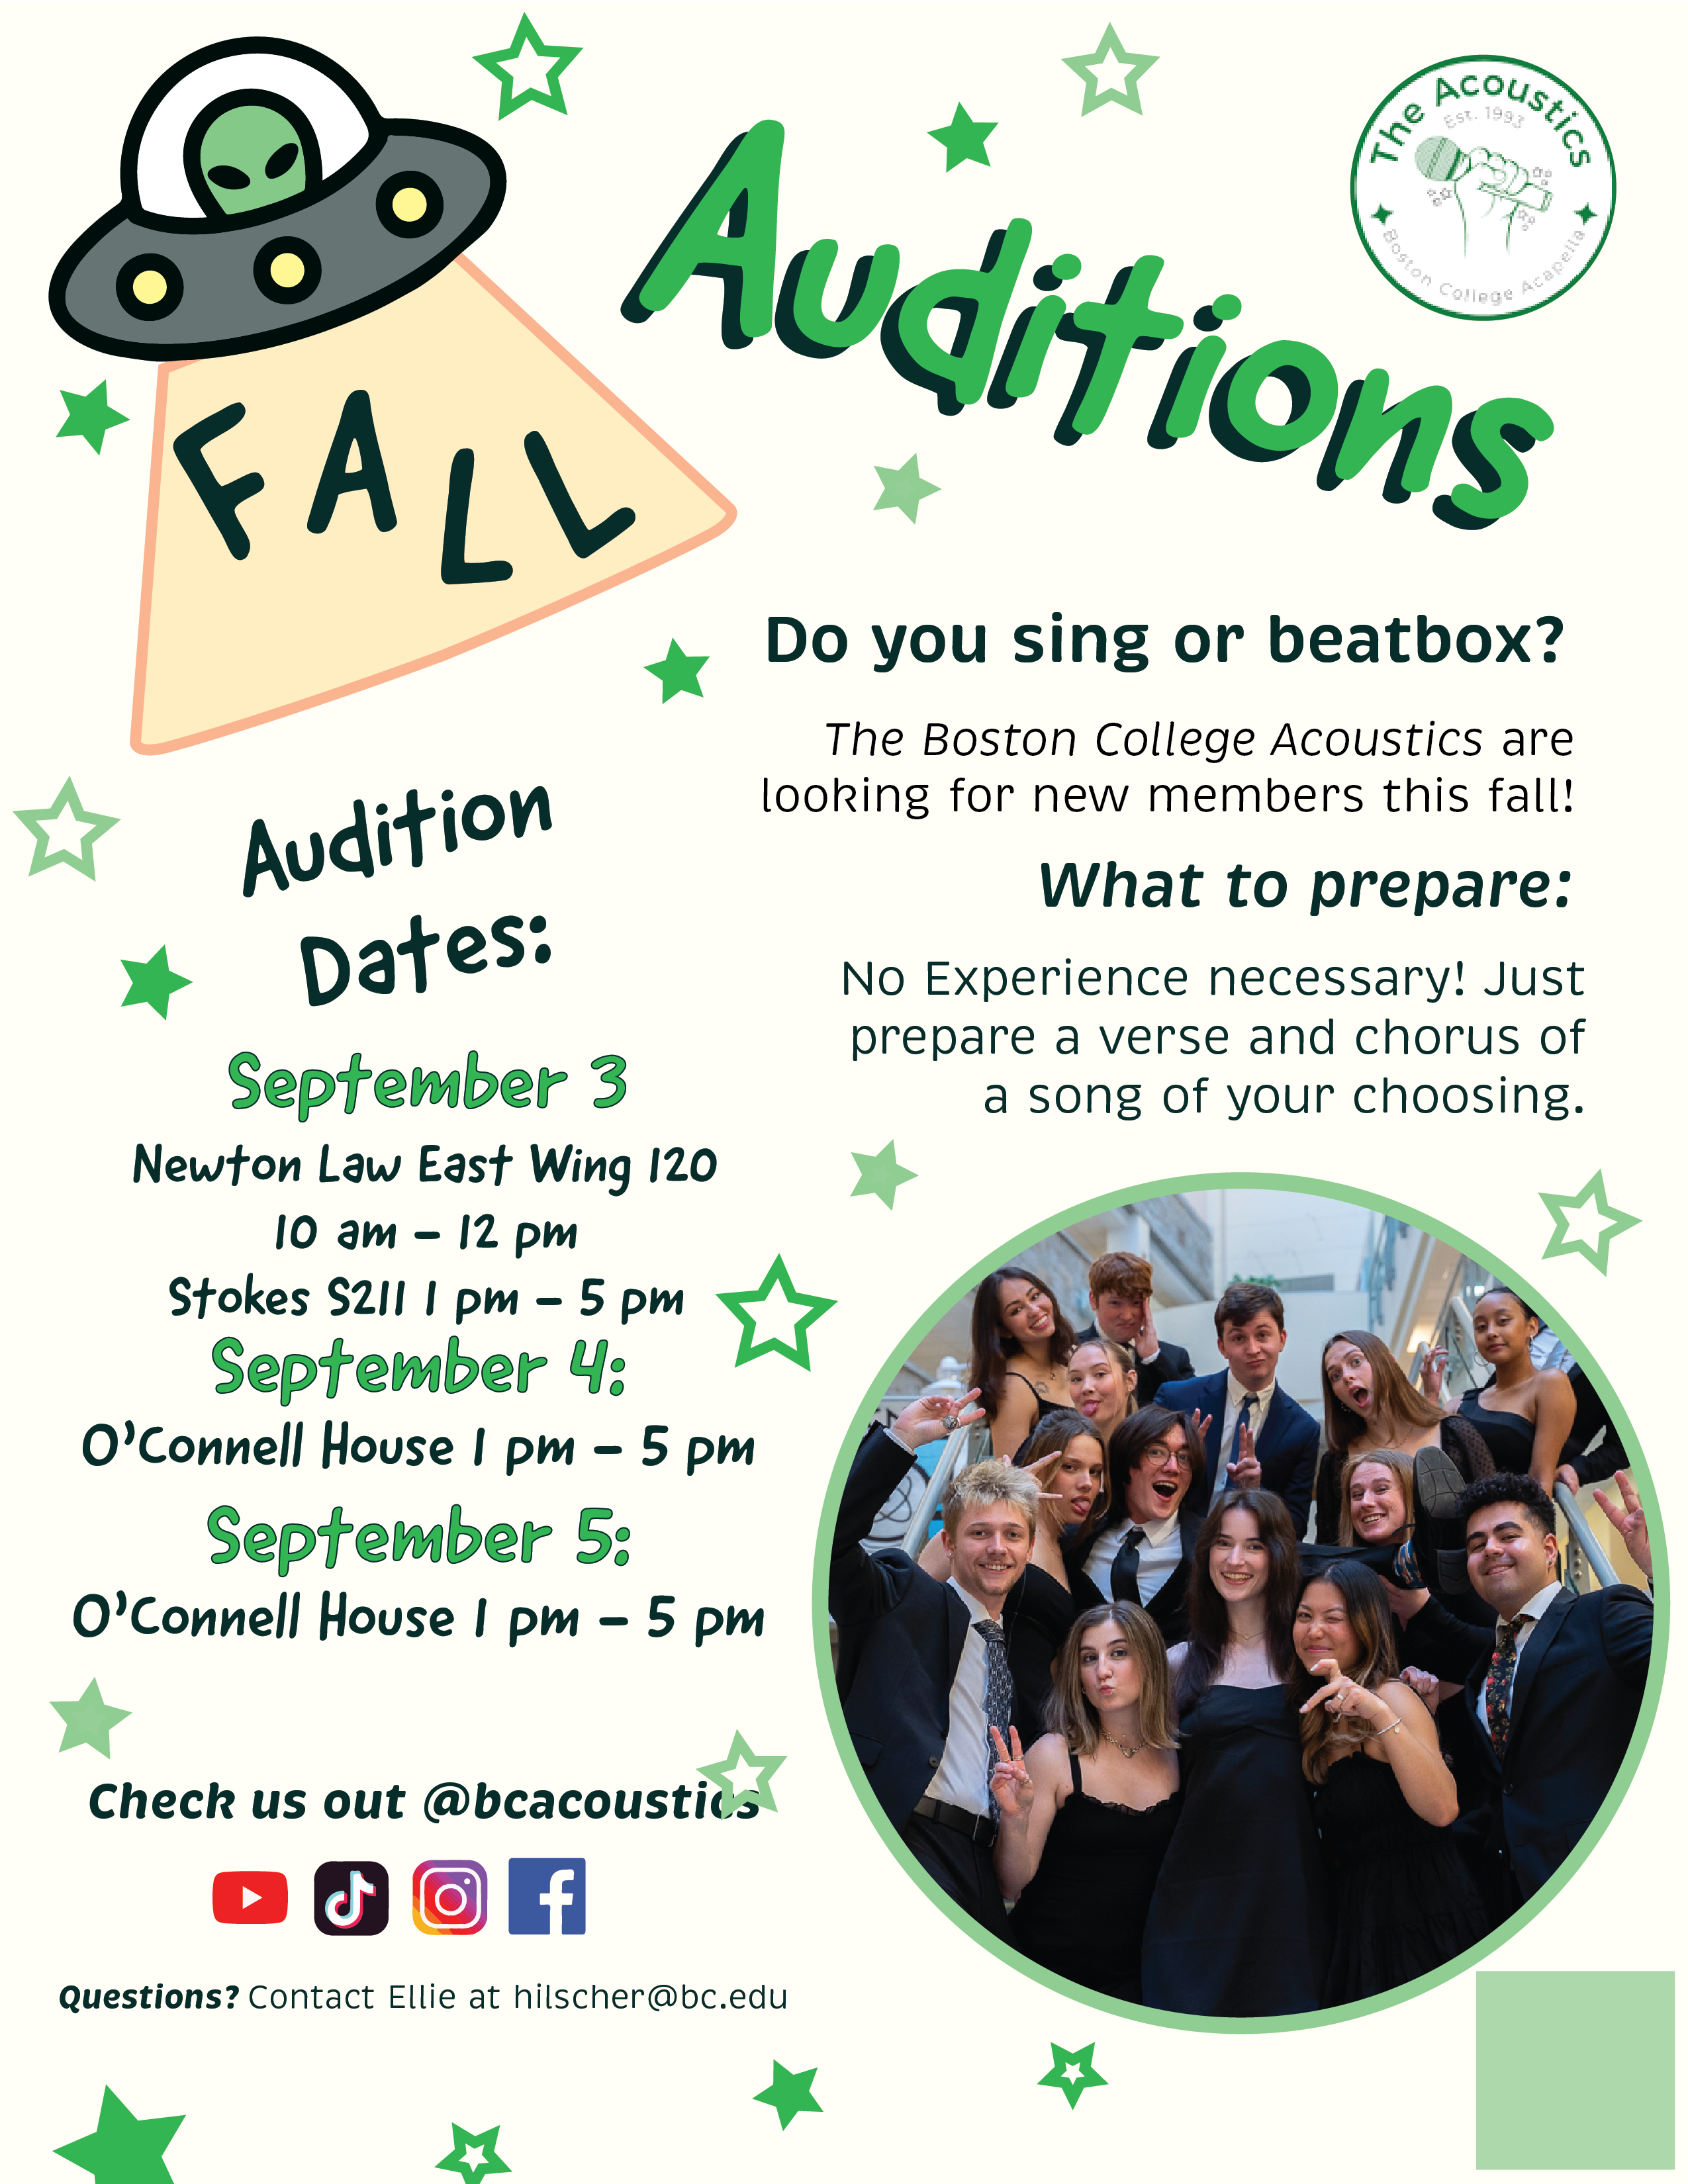 The Acoustics
Est. 1993
Boston College Acapella
FALL
Auditions
Do you sing or beatbox?
The Boston College Acoustics are
looking for new members this fall!
What to prepare:
No Experience necessary! Just
prepare a verse and chorus of
a song of your choosing.
Audition
Dates:
September 3
Newton Law East Wing 120
10 am – 12 pm
Stokes S211 1 pm – 5 pm
September 4:
O'Connell House 1 pm – 5 pm
September 5:
O'Connell House 1 pm – 5 pm
Check us out @bcacoustics
Questions? Contact Ellie at hilscher@bc.edu